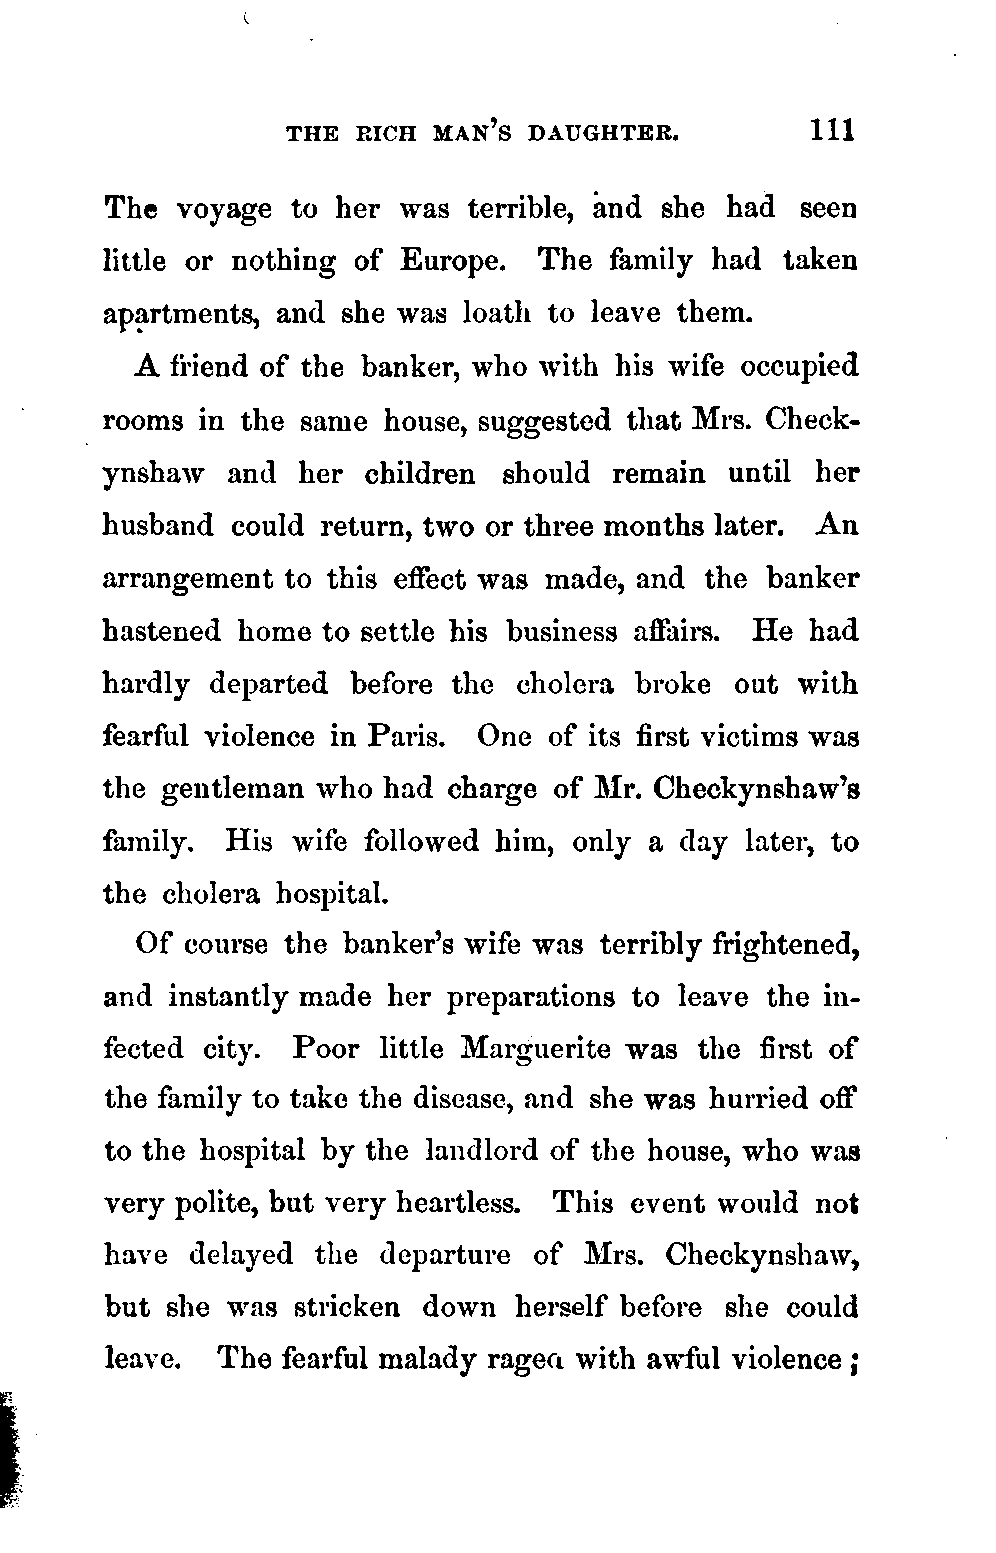 THE RICH MAN'S DAUGHTER. 111
The voyage to her was terrible, and she had seen
little or nothing of Europe. The family had taken
apartments, and she was loath to leave them.
A friend of the banker, who with his wife occupied
rooms in the same house, suggested that Mrs. Check-
ynshaw and her children should remain until her
husband could return, two or three months later. An
arrangement to this effect was made, and the banker
hastened home to settle his business affairs. He had
hardly departed before the cholera broke out with
fearful violence in Paris. One of its first victims was
the gentleman who had charge of Mr. Checkynshaw's
family. His wife followed him, only a day later, to
the cholera hospital.
Of course the banker's wife was terribly frightened,
and instantly made her preparations to leave the in-
fected city. Poor little Marguerite was the first of
the family to take the disease, and she was hurried off
to the hospital by the landlord of the house, who was
very polite, but very heartless. This event would not
have delayed the departure of Mrs. Checkynshaw,
but she was stricken down herself before she could
leave. The fearful malady raged with awful violence;